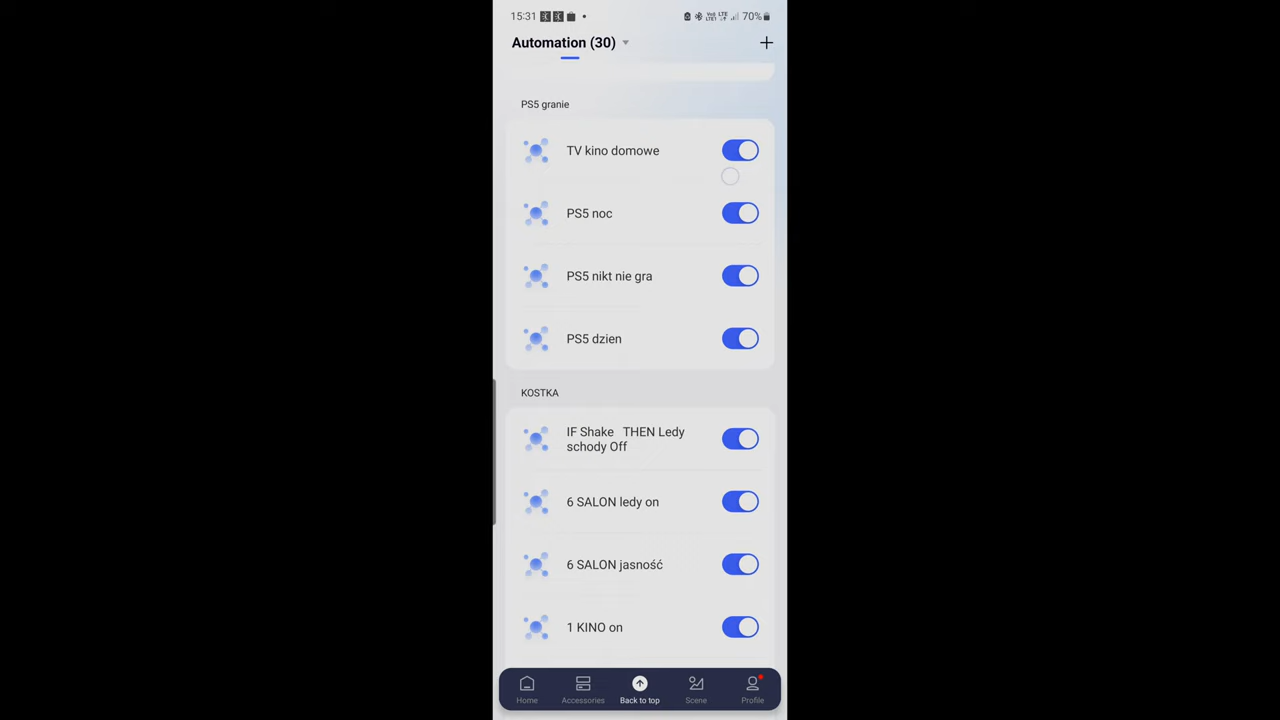 15:31
70%
Automation (30)
PS5 granie
TV kino domowe
PS5 noc
PS5 nikt nie gra
PS5 dzien
KOSTKA
IF Shake THEN Ledy
schody Off
6 SALON ledy on
6 SALON jasność
1 KINO on
Home
Accessories
Back to top
Scene
Profile